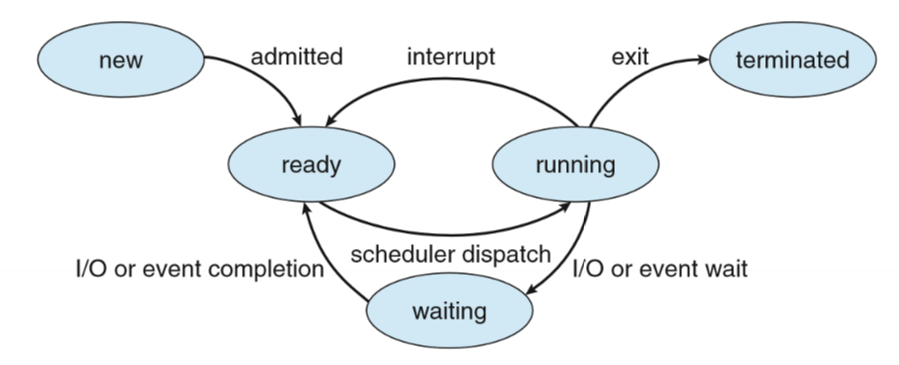 new
admitted
interrupt
exit
terminated
ready
running
I/O or event completion
scheduler dispatch
I/O or event wait
waiting